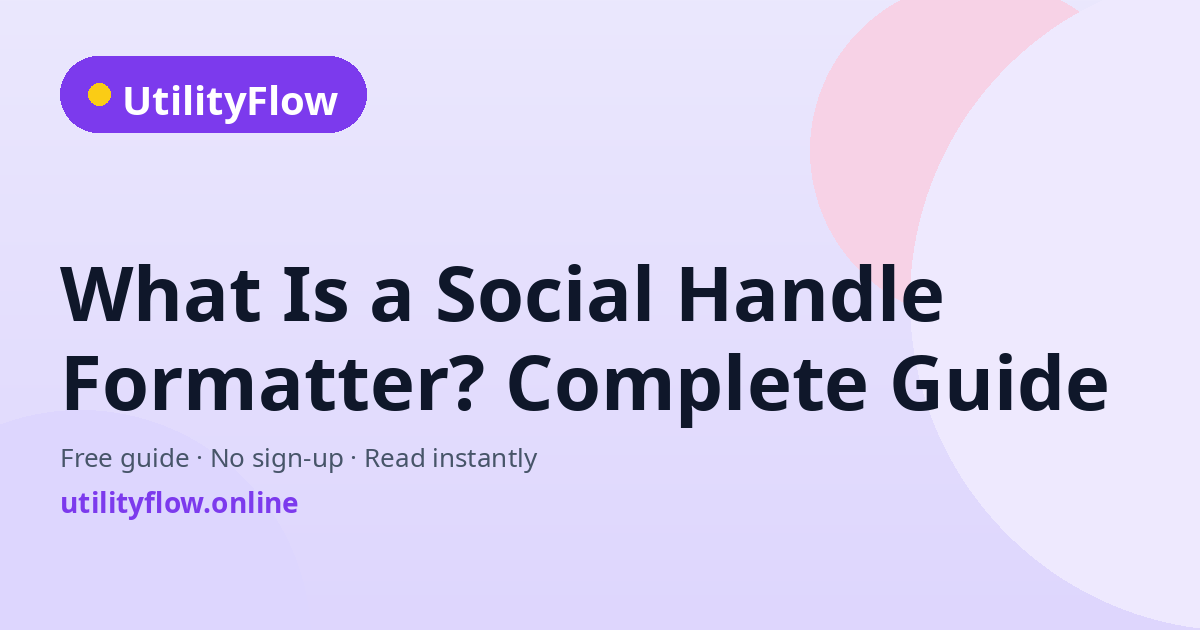 UtilityFlow
What Is a Social Handle
Formatter? Complete Guide
Free guide · No sign-up · Read instantly
utilityflow.online